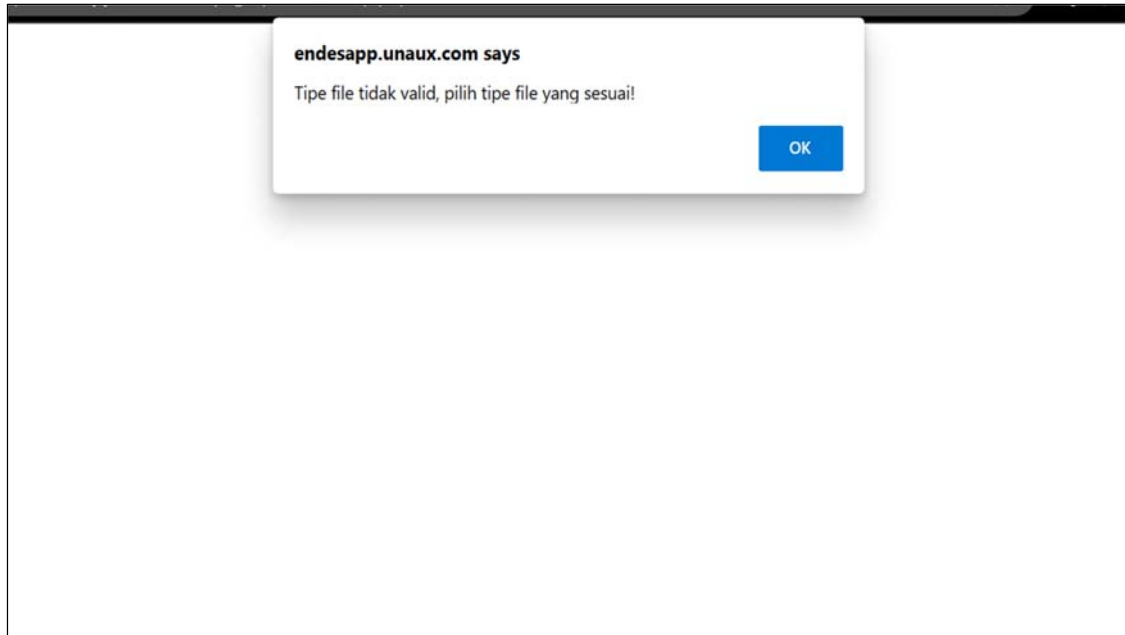 endesapp.unaux.com says
Tipe file tidak valid, pilih tipe file yang sesuai!
OK